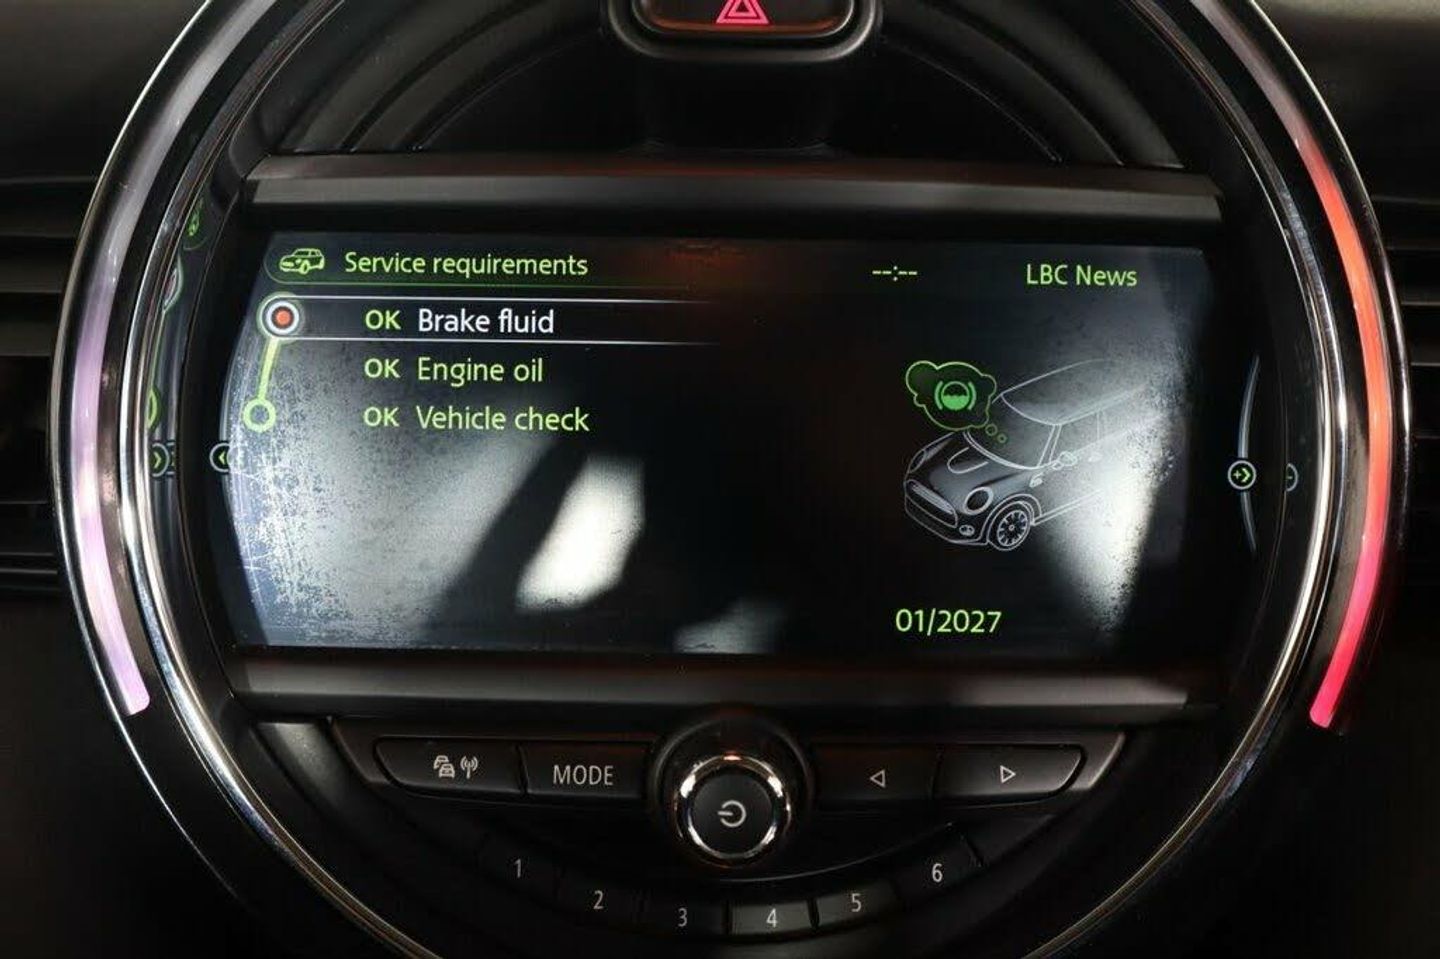 Service requirements --:-- LBC News
OK Brake fluid
OK Engine oil
OK Vehicle check
01/2027
MODE
1 2 3 4 5 6